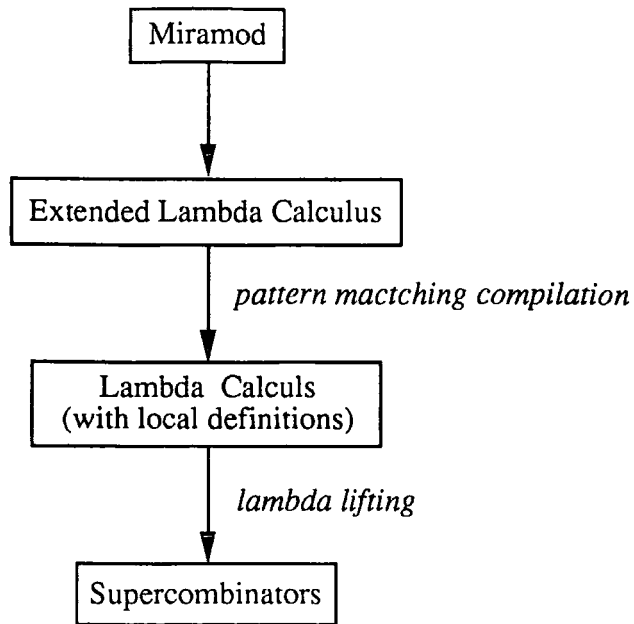 Miramod
Extended Lambda Calculus
pattern mactching compilation
Lambda Calculs
(with local definitions)
lambda lifting
Supercombinators